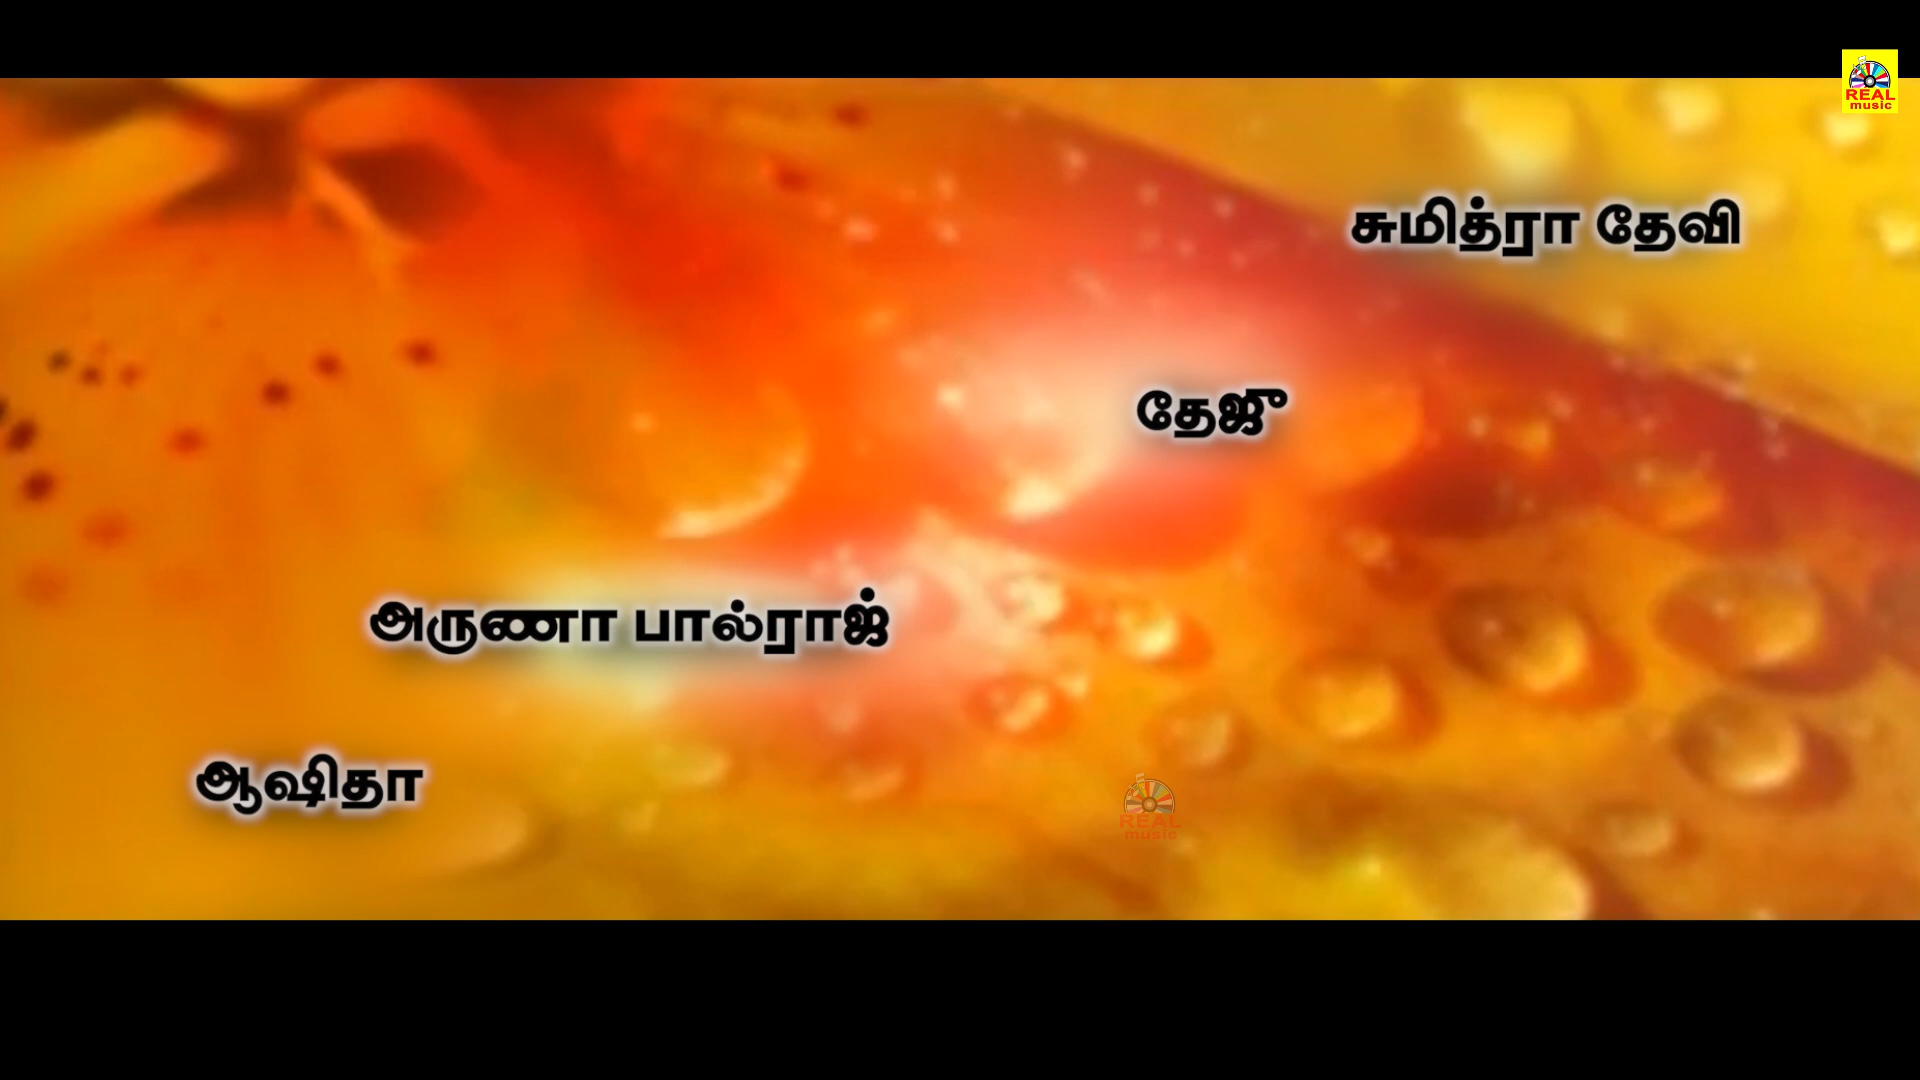 REAL
music
சுமித்ரா தேவி
தேஜு
அருணா பால்ராஜ்
ஆஷிதா
REAL
music